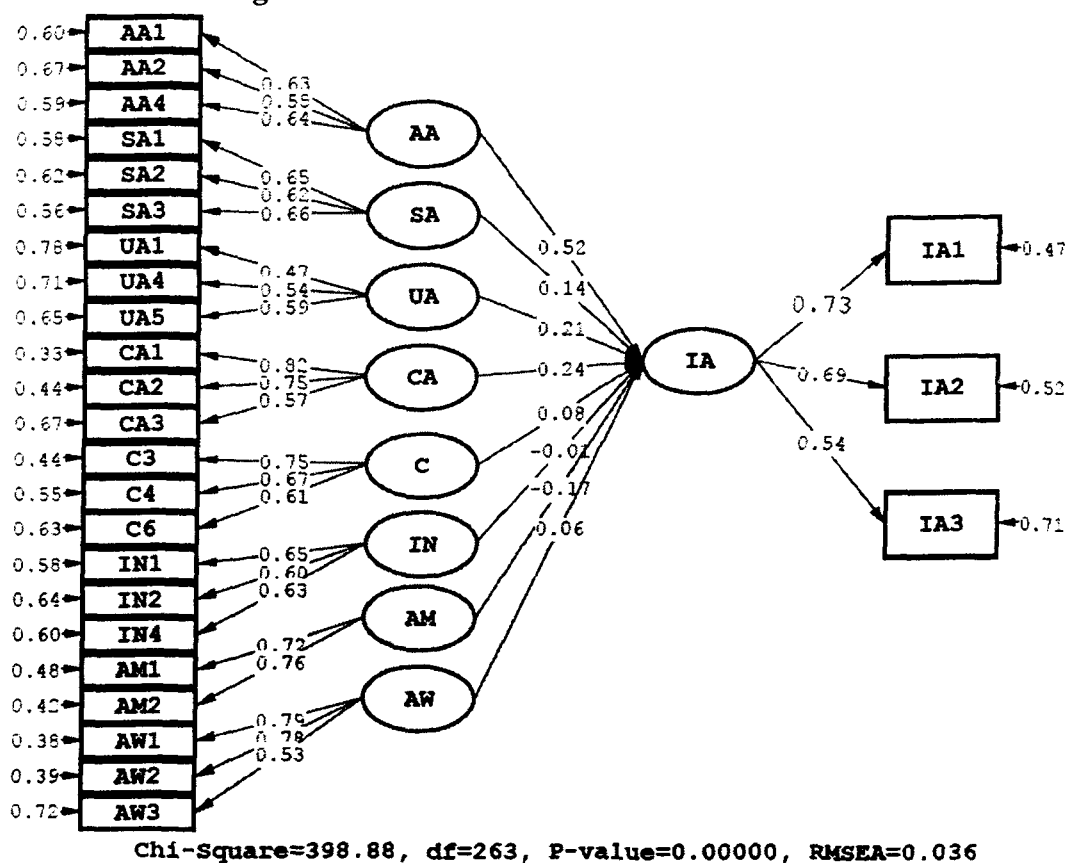 0.60 AA1
0.67 AA2
0.59 AA4
0.58 SA1
0.62 SA2
0.56 SA3
0.78 UA1
0.71 UA4
0.65 UA5
0.33 CA1
0.44 CA2
0.67 CA3
0.44 C3
0.55 C4
0.63 C6
0.58 IN1
0.64 IN2
0.60 IN4
0.48 AM1
0.42 AM2
0.38 AW1
0.39 AW2
0.72 AW3
0.63
0.58
0.64
0.65
0.62
0.66
0.47
0.54
0.59
0.82
0.75
0.57
0.75
0.67
0.61
0.65
0.60
0.63
0.72
0.76
0.79
0.78
0.53
AA
SA
UA
CA
C
IN
AM
AW
0.52
0.14
0.21
0.24
0.08
-0.01
-0.17
0.06
IA
0.73
0.69
0.54
IA1 0.47
IA2 0.52
IA3 0.71
Chi-Square=398.88, df=263, P-value=0.00000, RMSEA=0.036